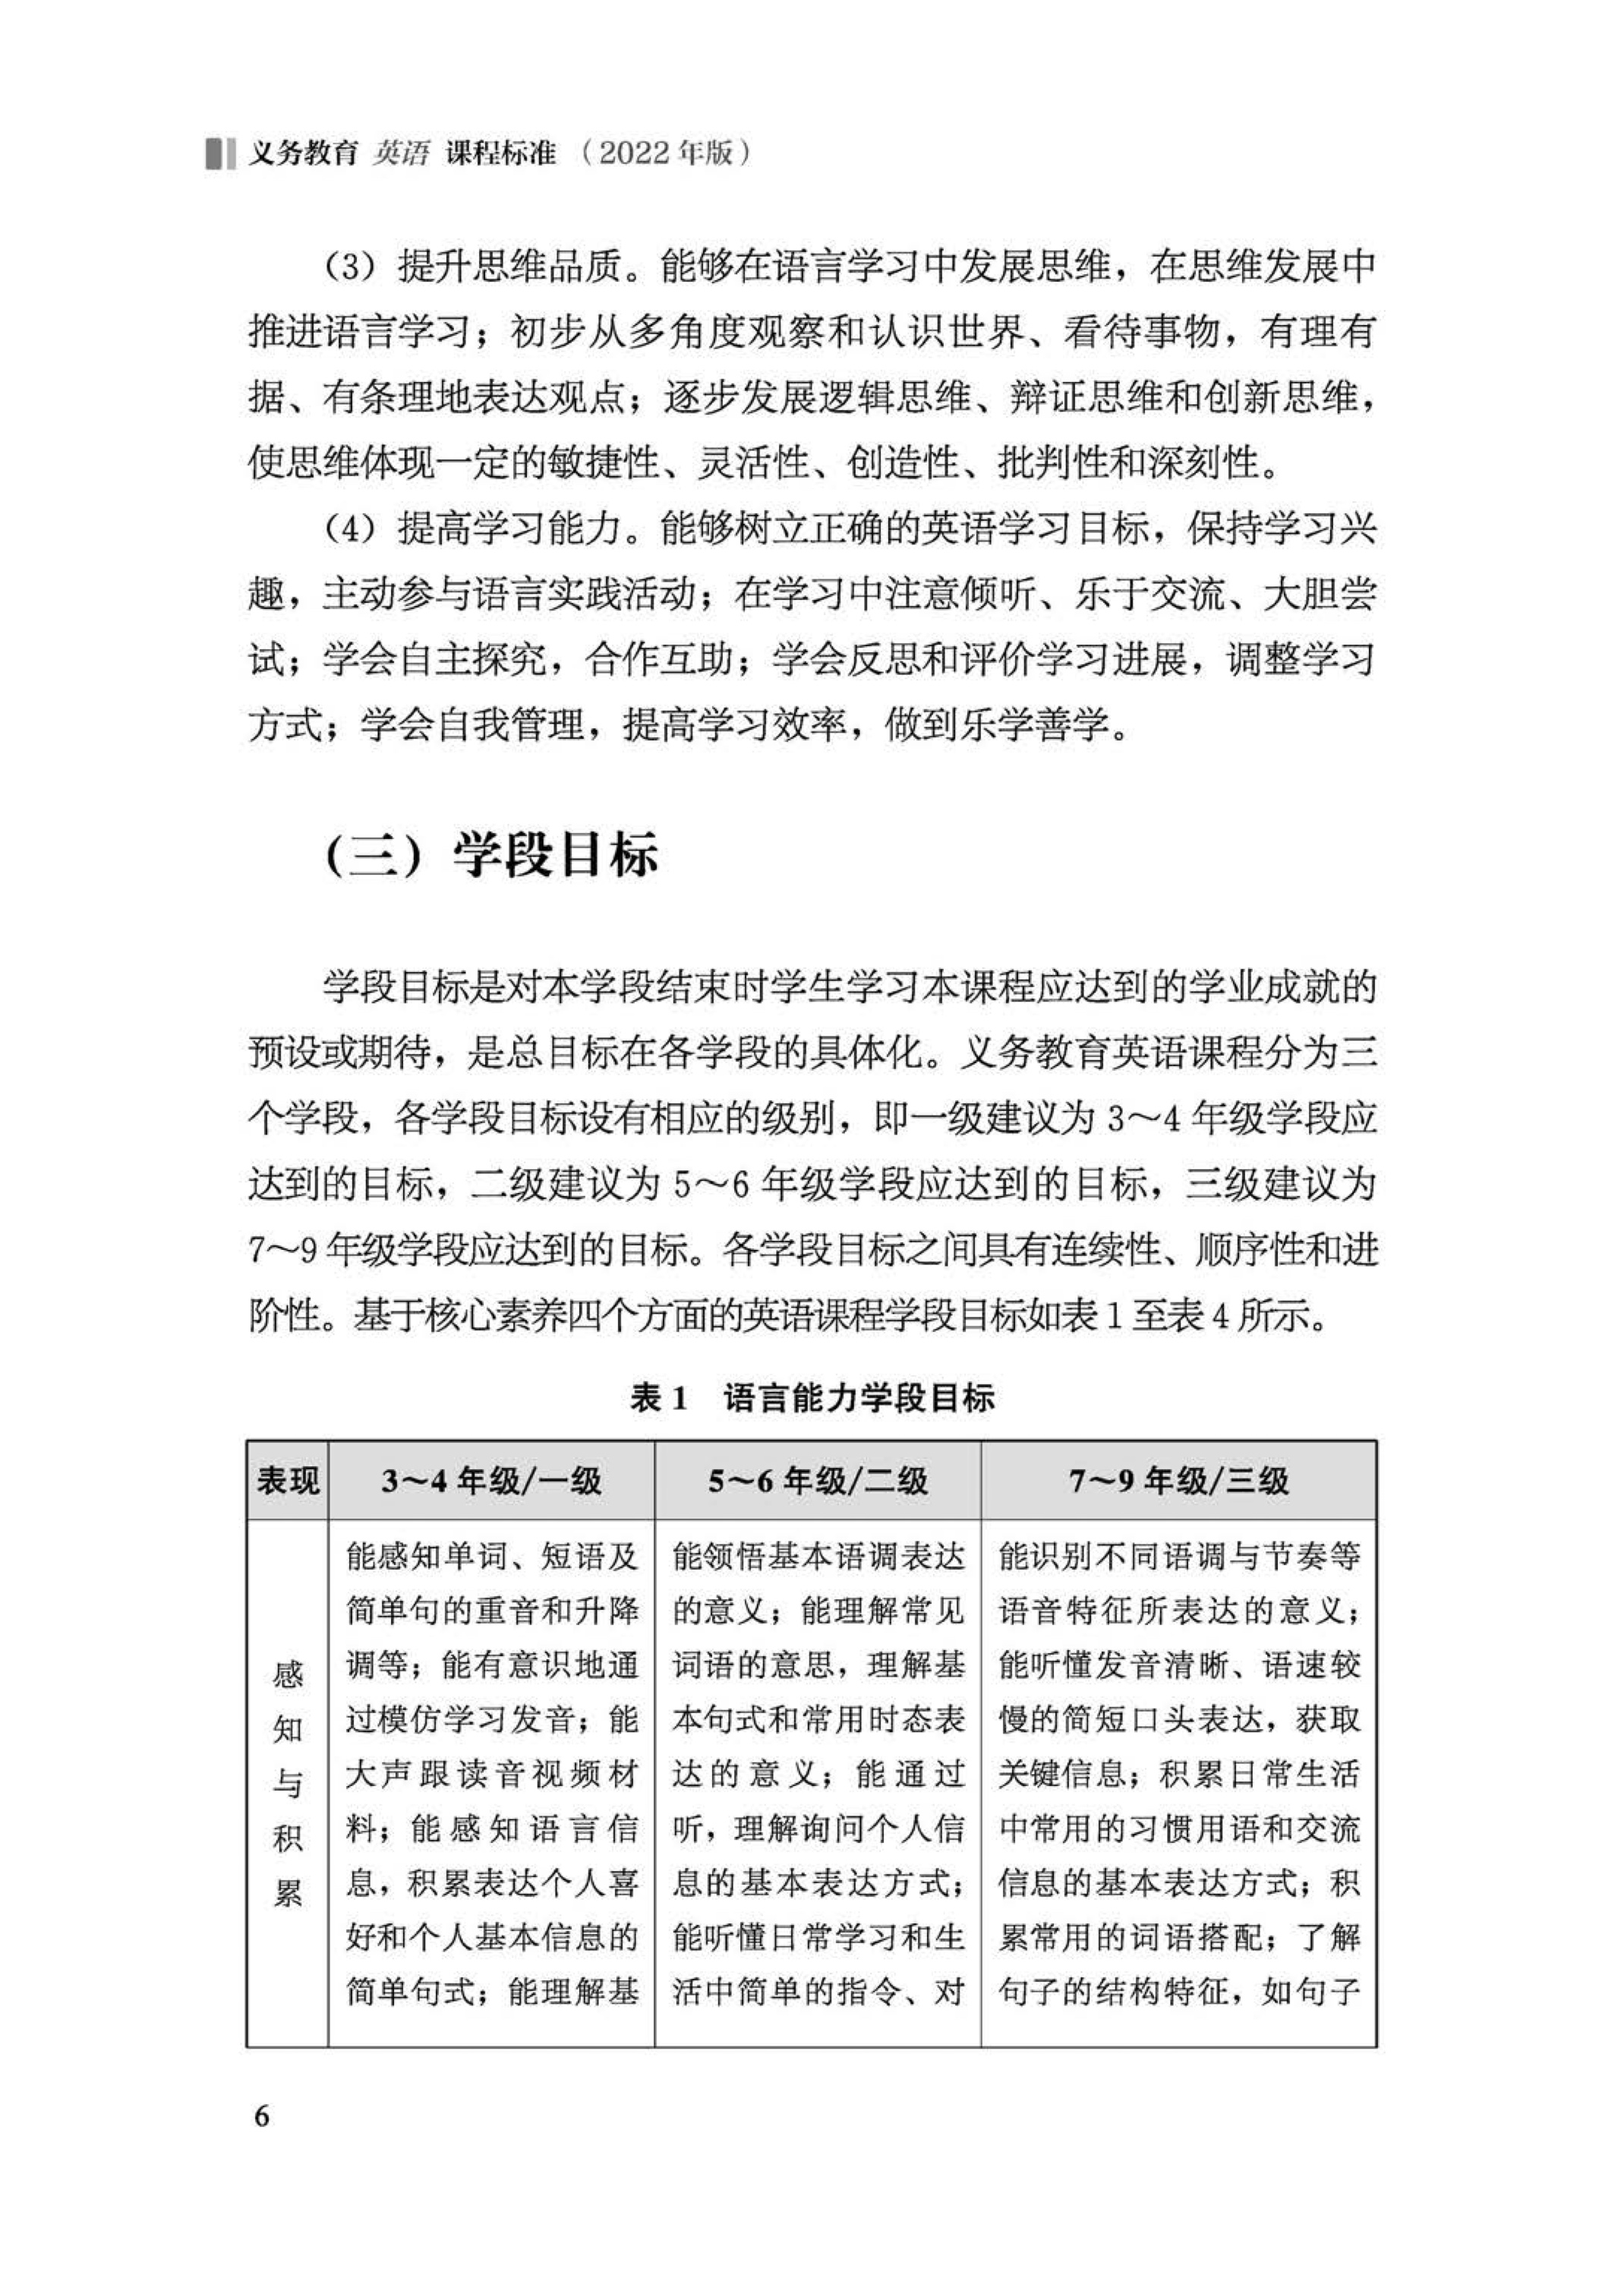 义务教育 英语 课程标准（2022年版）
（3）提升思维品质。能够在语言学习中发展思维，在思维发展中
推进语言学习；初步从多角度观察和认识世界、看待事物，有理有
据、有条理地表达观点；逐步发展逻辑思维、辩证思维和创新思维，
使思维体现一定的敏捷性、灵活性、创造性、批判性和深刻性。
（4）提高学习能力。能够树立正确的英语学习目标，保持学习兴
趣，主动参与语言实践活动；在学习中注意倾听、乐于交流、大胆尝
试；学会自主探究，合作互助；学会反思和评价学习进展，调整学习
方式；学会自我管理，提高学习效率，做到乐学善学。
（三）学段目标
学段目标是对本学段结束时学生学习本课程应达到的学业成就的
预设或期待，是总目标在各学段的具体化。义务教育英语课程分为三
个学段，各学段目标设有相应的级别，即一级建议为3～4年级学段应
达到的目标，二级建议为5～6年级学段应达到的目标，三级建议为
7～9年级学段应达到的目标。各学段目标之间具有连续性、顺序性和进
阶性。基于核心素养四个方面的英语课程学段目标如表1至表4所示。
表1 语言能力学段目标
表现 3～4年级/一级 5～6年级/二级 7～9年级/三级
感知与积累
能感知单词、短语及
简单句的重音和升降
调等；能有意识地通
过模仿学习发音；能
大声跟读音视频材
料；能感知语言信
息，积累表达个人喜
好和个人基本信息的
简单句式；能理解基
能领悟基本语调表达
的意义；能理解常见
词语的意思，理解基
本句式和常用时态表
达的意义；能通过
听，理解询问个人信
息的基本表达方式；
能听懂日常学习和生
活中简单的指令、对
能识别不同语调与节奏等
语音特征所表达的意义；
能听懂发音清晰、语速较
慢的简短口头表达，获取
关键信息；积累日常生活
中常用的习惯用语和交流
信息的基本表达方式；积
累常用的词语搭配；了解
句子的结构特征，如句子
6